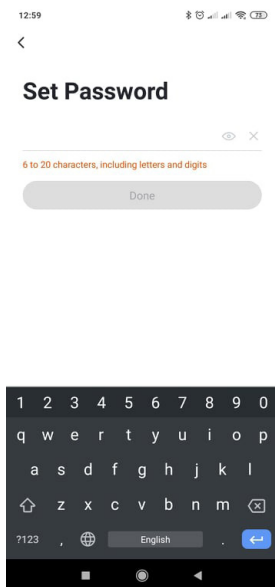 12:59
73
Set Password
6 to 20 characters, including letters and digits
Done
1 2 3 4 5 6 7 8 9 0
q w e r t y u i o p
a s d f g h j k l
z x c v b n m
?123 , English .